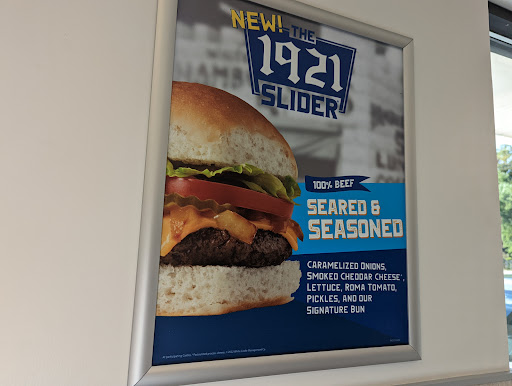 NEW! THE
1921
SLIDER
100% BEEF
SEARED &
SEASONED
CARAMELIZED ONIONS,
SMOKED CHEDDAR CHEESE*,
LETTUCE, ROMA TOMATO,
PICKLES, AND OUR
SIGNATURE BUN